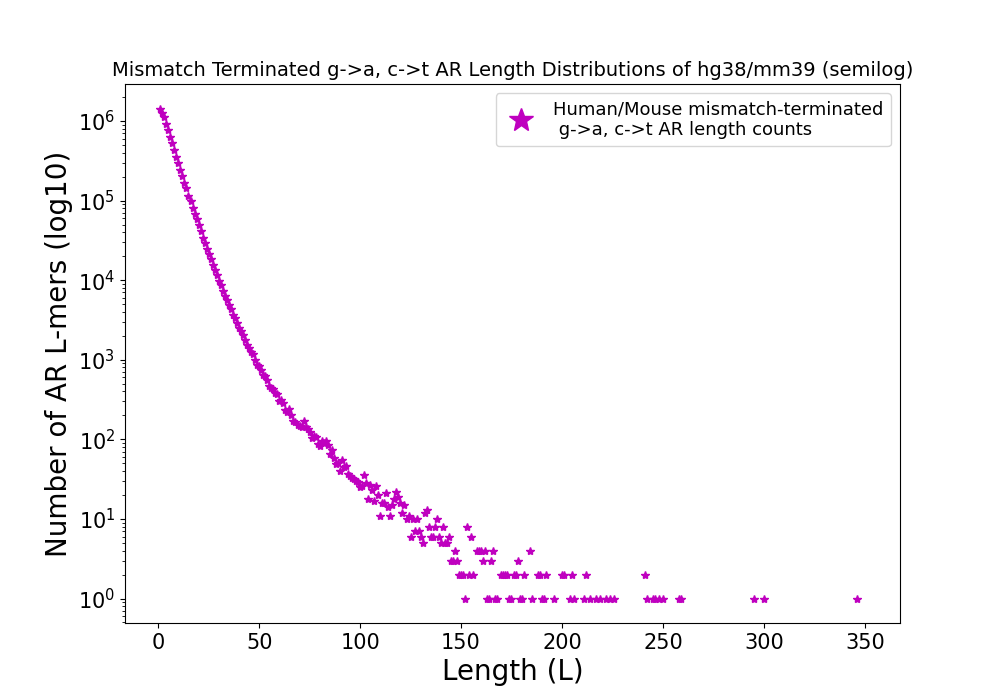 Mismatch Terminated g->a, c->t AR Length Distributions of hg38/mm39 (semilog)
Human/Mouse mismatch-terminated
g->a, c->t AR length counts
Number of AR L-mers (log10)
10^6
10^5
10^4
10^3
10^2
10^1
10^0
0 50 100 150 200 250 300 350
Length (L)